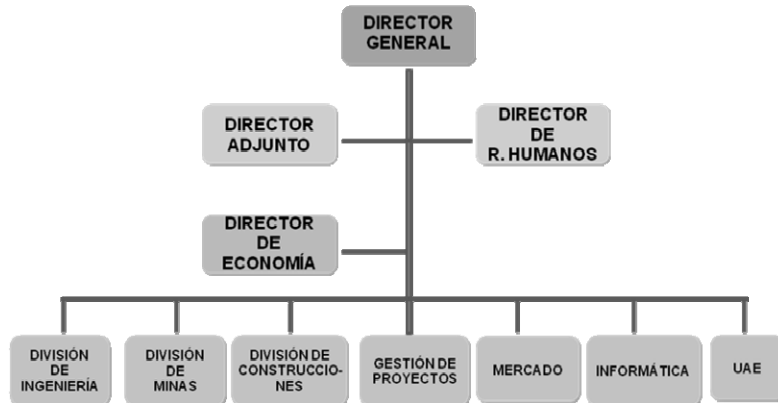 DIRECTOR
GENERAL
DIRECTOR
ADJUNTO
DIRECTOR
DE
R. HUMANOS
DIRECTOR
DE
ECONOMÍA
DIVISIÓN
DE
INGENIERÍA
DIVISIÓN
DE
MINAS
DIVISIÓN DE
CONSTRUCCIO-
NES
GESTIÓN DE
PROYECTOS
MERCADO
INFORMÁTICA
UAE